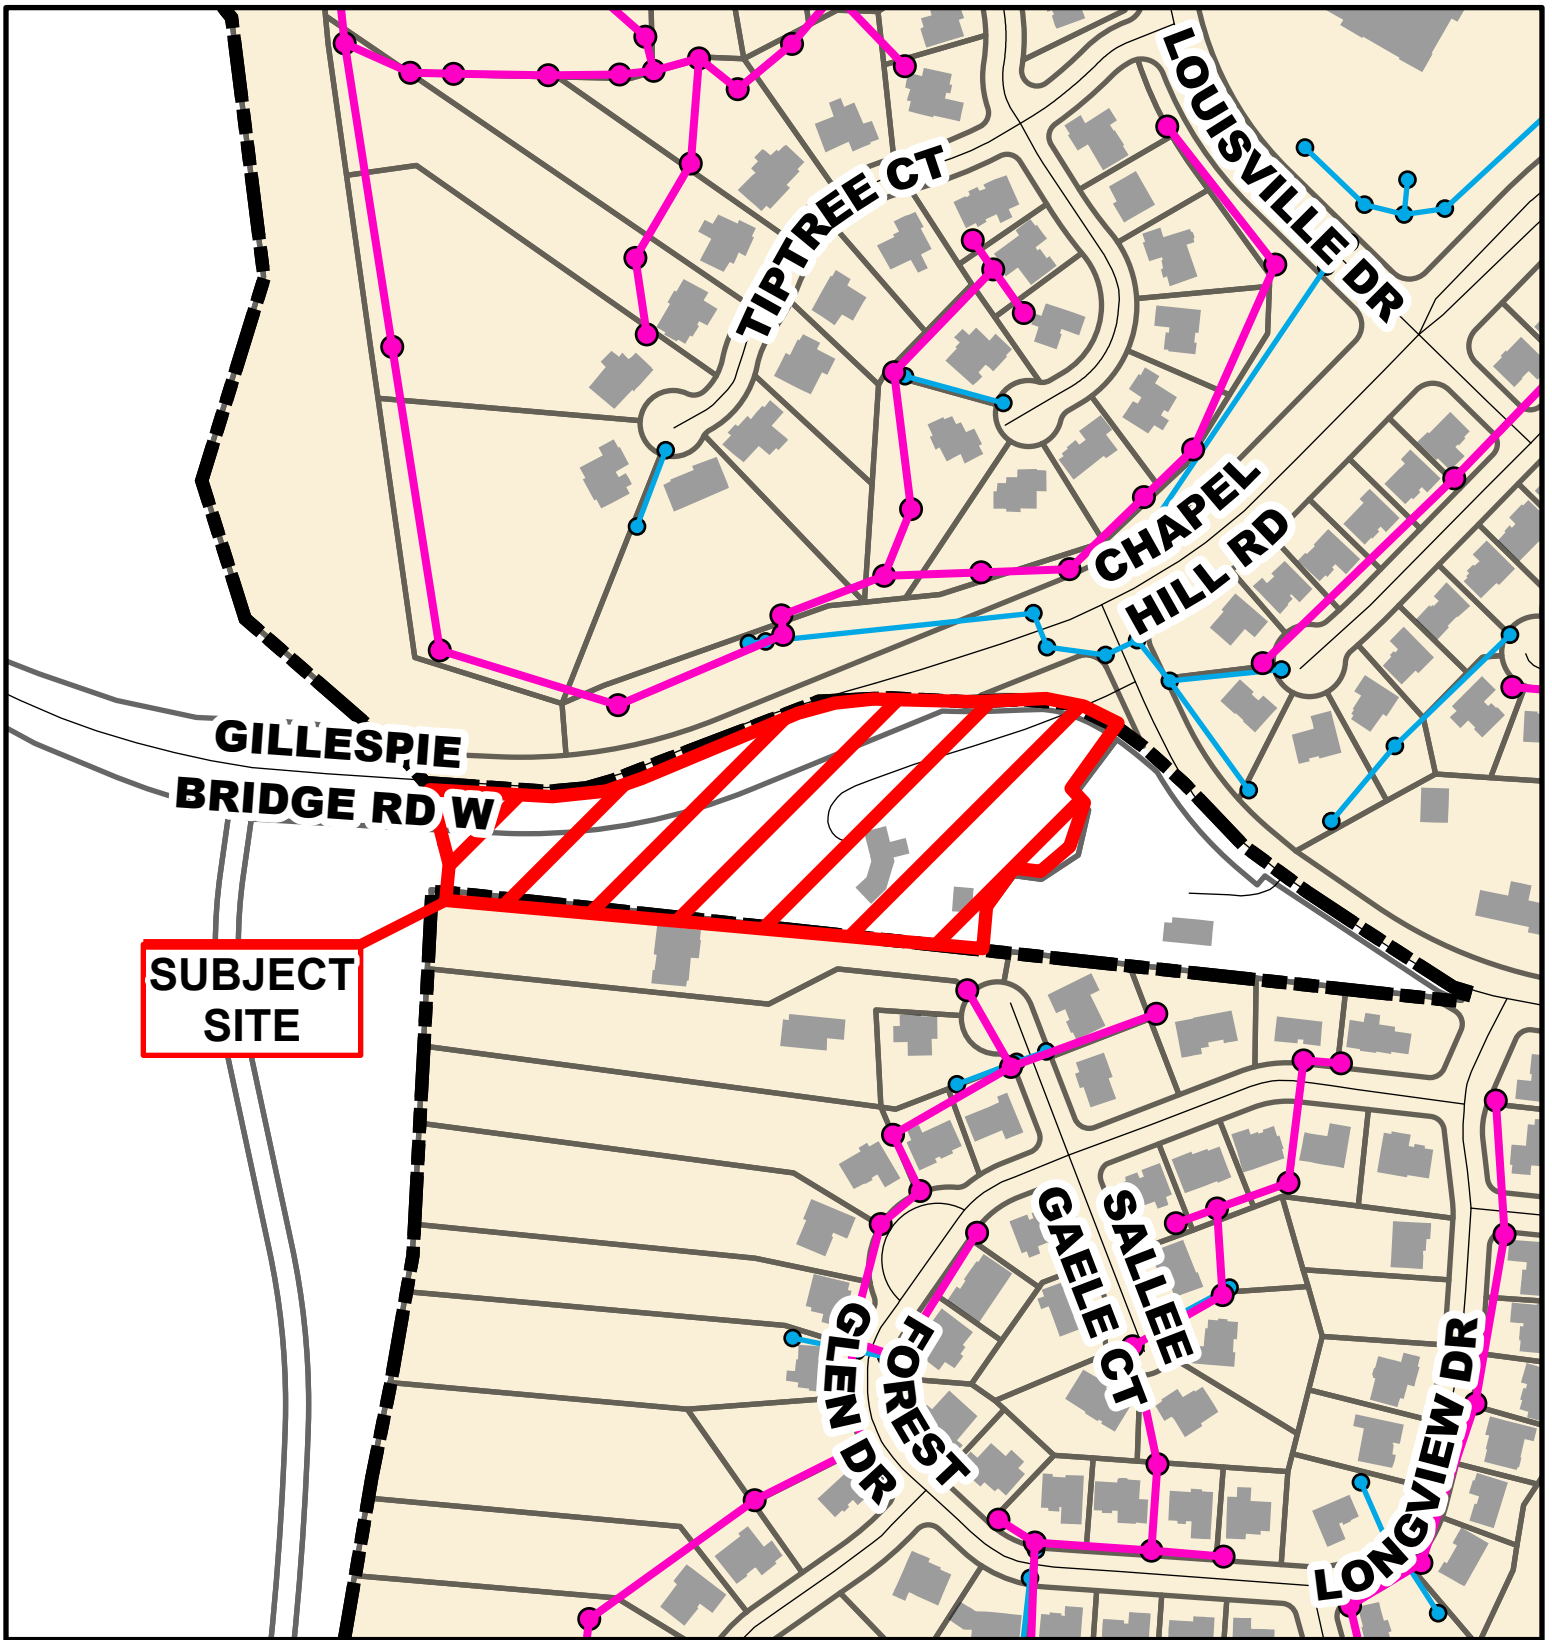 LOUISVILLE DR
TIPTREE CT
CHAPEL
HILL RD
GILLESPIE
BRIDGE RD W
SUBJECT
SITE
SALLEE
GAELE CT
FOREST
GLEN DR
LONGVIEW DR